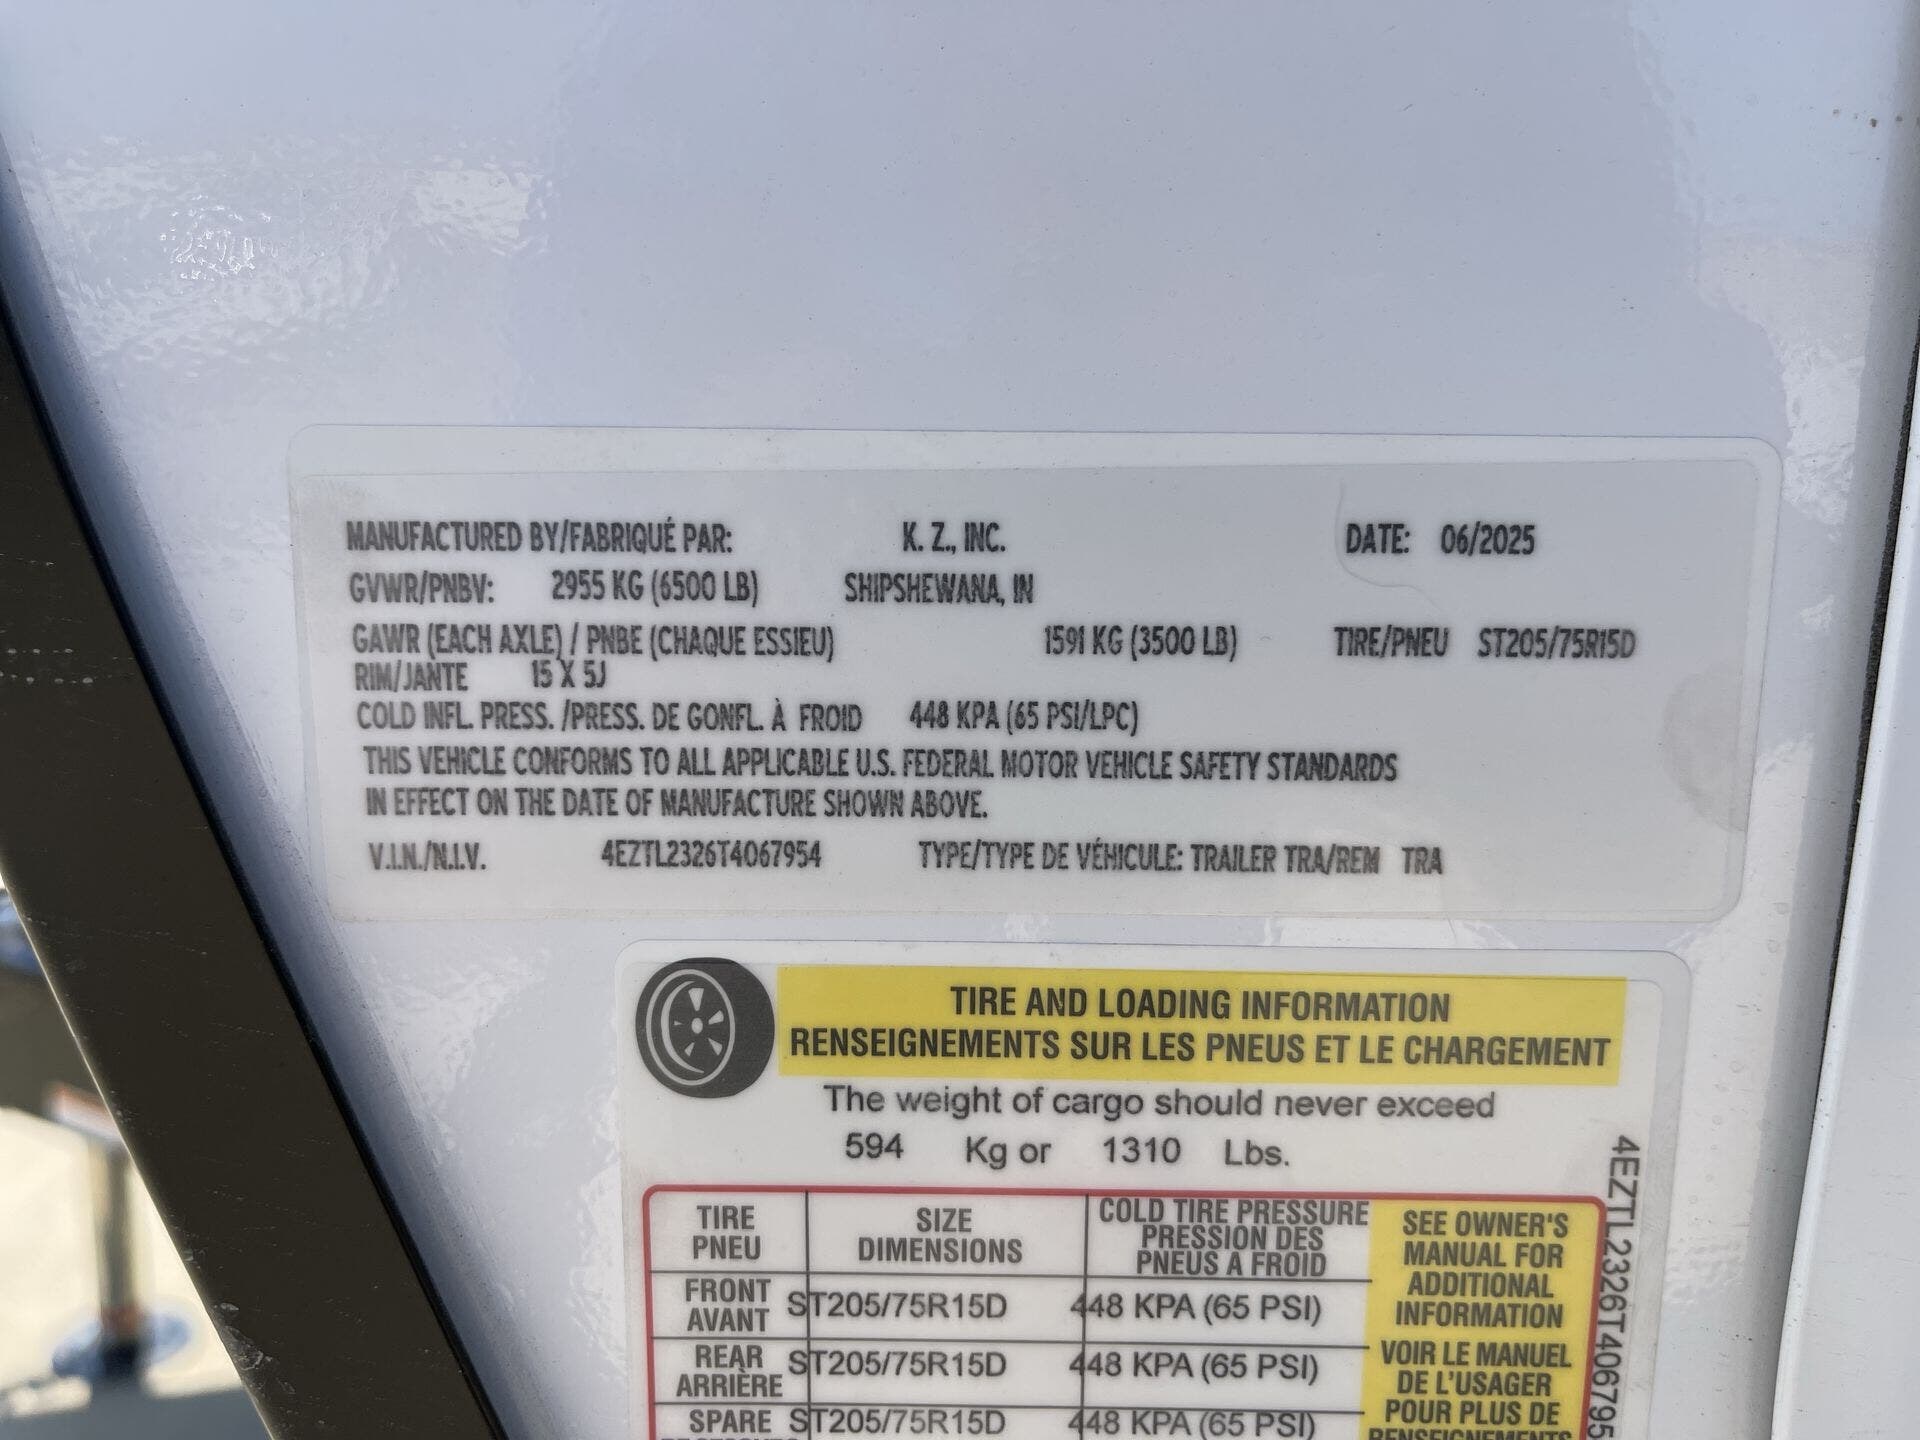 MANUFACTURED BY/FABRIQUÉ PAR: K. Z., INC. DATE: 06/2025
GVWR/PNBV: 2955 KG (6500 LB) SHIPSHEWANA, IN
GAWR (EACH AXLE) / PNBE (CHAQUE ESSIEU) 1591 KG (3500 LB) TIRE/PNEU ST205/75R15D
RIM/JANTE 15 X 5J
COLD INFL. PRESS. /PRESS. DE GONFL. À FROID 448 KPA (65 PSI/LPC)
THIS VEHICLE CONFORMS TO ALL APPLICABLE U.S. FEDERAL MOTOR VEHICLE SAFETY STANDARDS
IN EFFECT ON THE DATE OF MANUFACTURE SHOWN ABOVE.
V.I.N./N.I.V. 4EZTL2326T4067954 TYPE/TYPE DE VÉHICULE: TRAILER TRA/REM TRA
TIRE AND LOADING INFORMATION
RENSEIGNEMENTS SUR LES PNEUS ET LE CHARGEMENT
The weight of cargo should never exceed
594 Kg or 1310 Lbs.
TIRE
PNEU
SIZE
DIMENSIONS
COLD TIRE PRESSURE
PRESSION DES
PNEUS A FROID
FRONT
AVANT
ST205/75R15D
448 KPA (65 PSI)
REAR
ARRIÈRE
ST205/75R15D
448 KPA (65 PSI)
SPARE
ST205/75R15D
448 KPA (65 PSI)
SEE OWNER'S
MANUAL FOR
ADDITIONAL
INFORMATION
VOIR LE MANUEL
DE L'USAGER
POUR PLUS DE
RENSEIGNEMENTS
4EZTL2326T406795